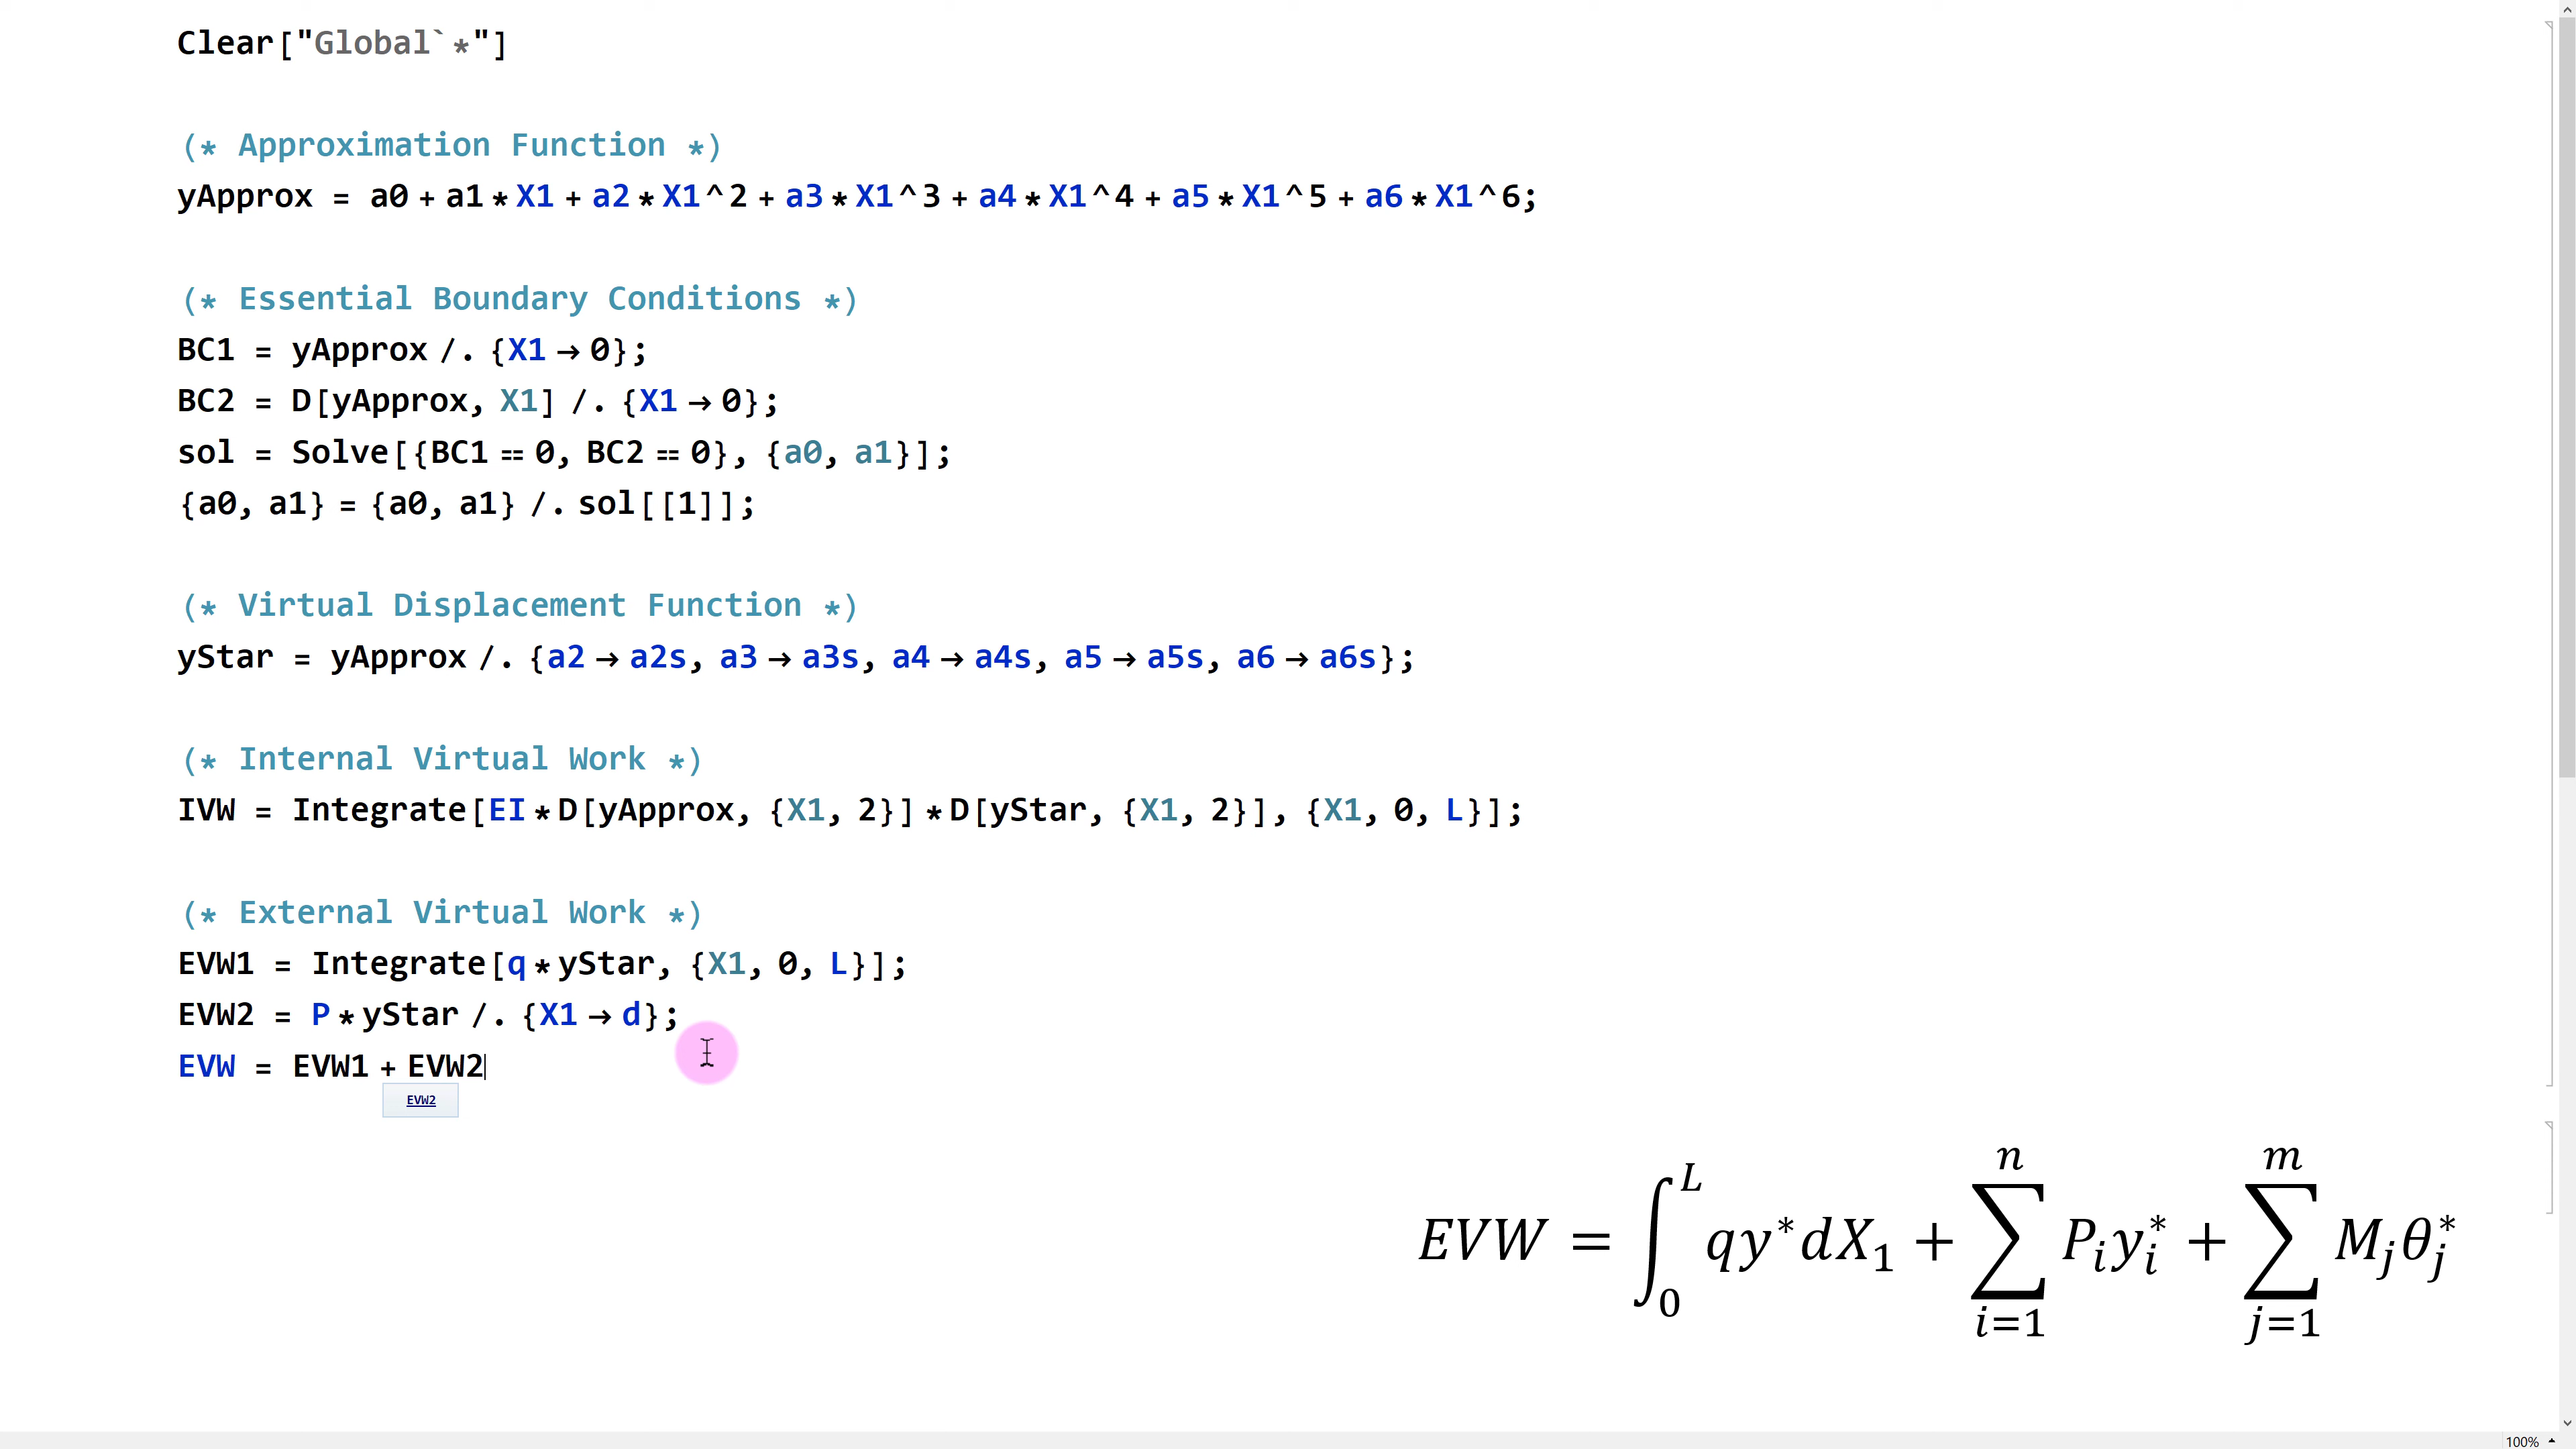 Clear["Global`*"]
(* Approximation Function *)
yApprox = a0 + a1 * X1 + a2 * X1^2 + a3 * X1^3 + a4 * X1^4 + a5 * X1^5 + a6 * X1^6;
(* Essential Boundary Conditions *)
BC1 = yApprox /. {X1 → 0};
BC2 = D[yApprox, X1] /. {X1 → 0};
sol = Solve[{BC1 == 0, BC2 == 0}, {a0, a1}];
{a0, a1} = {a0, a1} /. sol[[1]];
(* Virtual Displacement Function *)
yStar = yApprox /. {a2 → a2s, a3 → a3s, a4 → a4s, a5 → a5s, a6 → a6s};
(* Internal Virtual Work *)
IVW = Integrate[EI * D[yApprox, {X1, 2}] * D[yStar, {X1, 2}], {X1, 0, L}];
(* External Virtual Work *)
EVW1 = Integrate[q * yStar, {X1, 0, L}];
EVW2 = P * yStar /. {X1 → d};
EVW = EVW1 + EVW2
EVW2
EVW = ∫₀ᴸ qy*dX₁ + ∑ᵢ₌₁ⁿ Pᵢyᵢ* + ∑ⱼ₌₁ᵐ Mⱼθⱼ*
100%